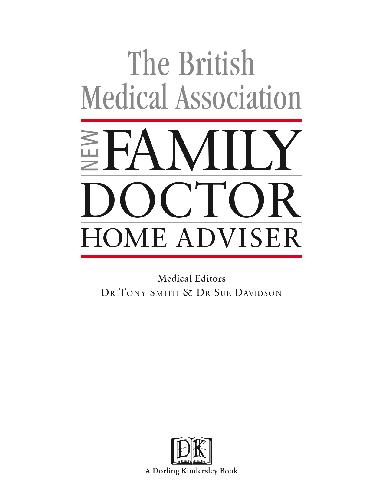 The British
Medical Association
NEW FAMILY
DOCTOR
HOME ADVISER
Medical Editors
DR TONY SMITH & DR SUE DAVIDSON
DK
A Dorling Kindersley Book